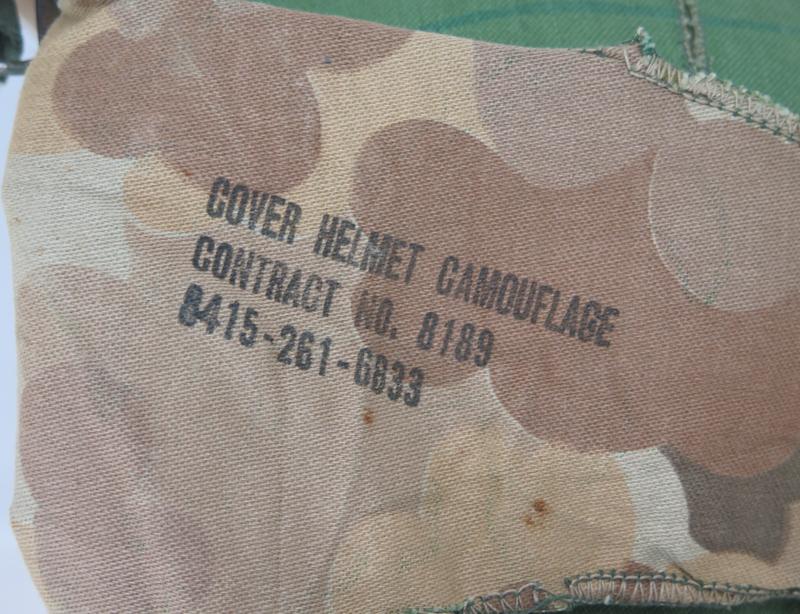 COVER HELMET CAMOUFLAGE
CONTRACT NO. 8189
8415-261-6833